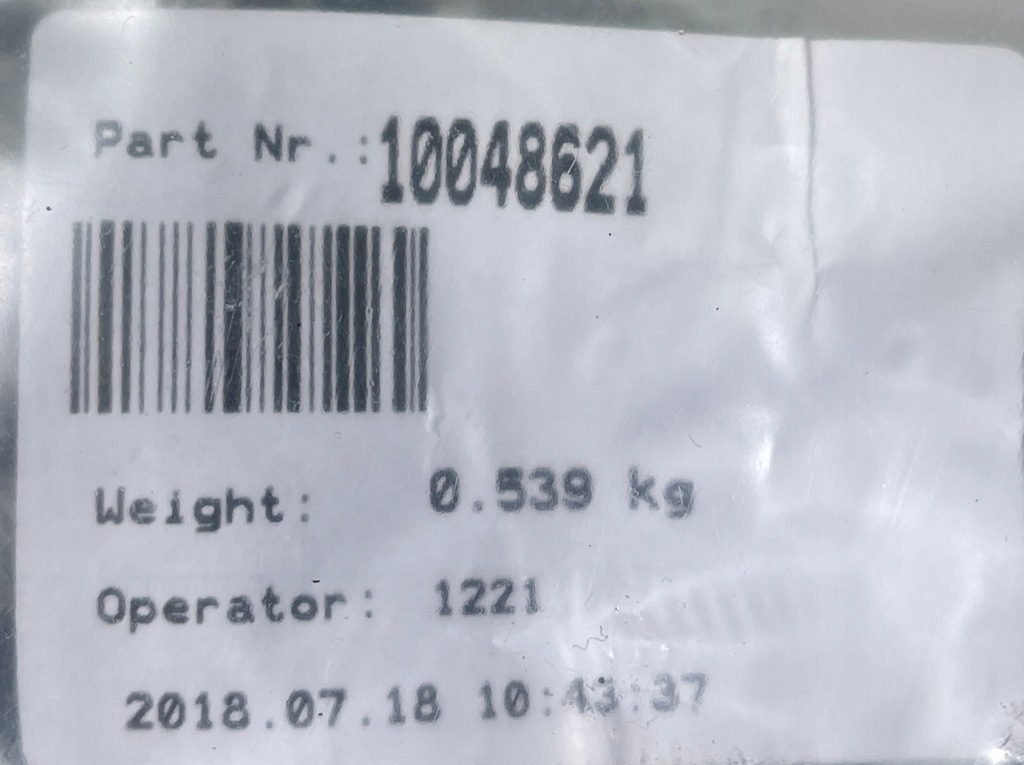 Part Nr.:10048621
Weight: 0.539 kg
Operator: 1221
2018.07.18 10:43:37